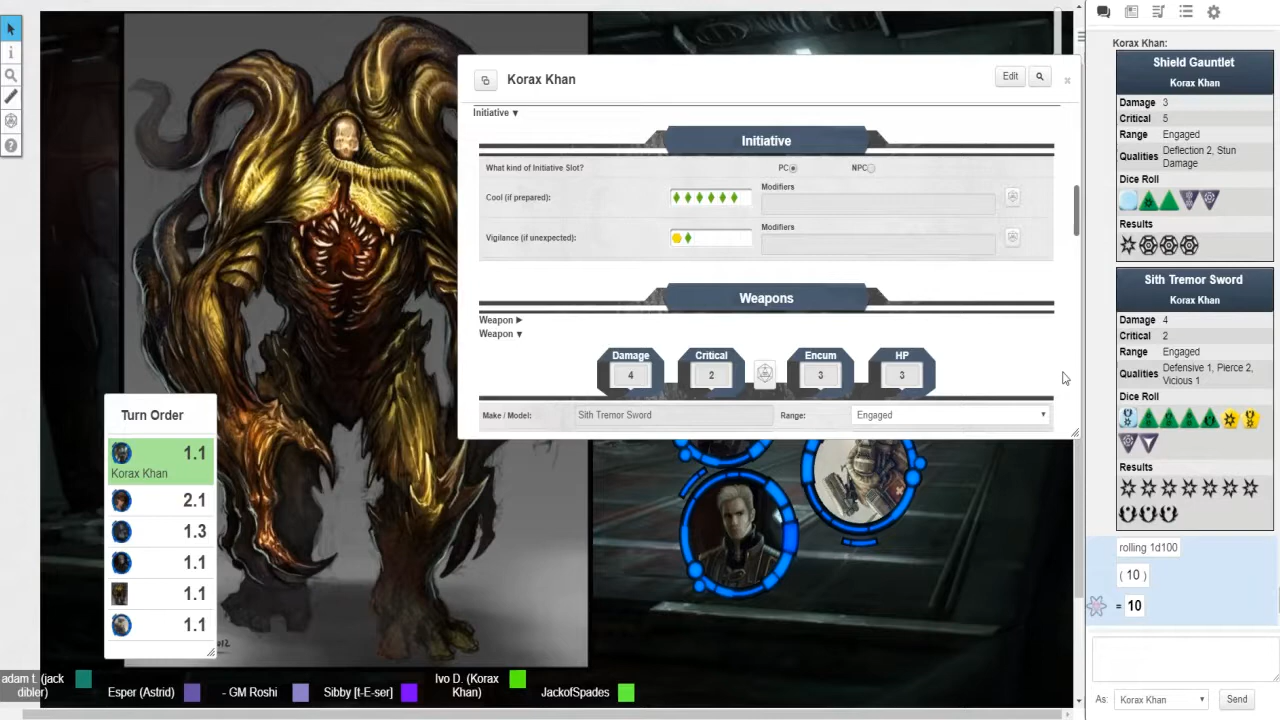 Korax Khan
Edit
Initiative ▼
Initiative
What kind of Initiative Slot?
PC
NPC
Cool (if prepared):
Modifiers
Vigilance (if unexpected):
Modifiers
Weapons
Weapon ▶
Weapon ▼
Damage
4
Critical
2
Encum
3
HP
3
Make / Model:
Sith Tremor Sword
Range:
Engaged
Turn Order
1.1
Korax Khan
2.1
1.3
1.1
1.1
1.1
2012
adam t. (jack dibler)
Esper (Astrid)
- GM Roshi
Sibby [t-E-ser]
Ivo D. (Korax Khan)
JackofSpades
Korax Khan:
Shield Gauntlet
Korax Khan
Damage 3
Critical 5
Range: Engaged
Qualities Deflection 2, Stun
Damage
Dice Roll
Results
Sith Tremor Sword
Korax Khan
Damage 4
Critical 2
Range: Engaged
Qualities Defensive 1, Pierce 2,
Vicious 1
Dice Roll
Results
rolling 1d100
( 10 )
= 10
As: Korax Khan
Send